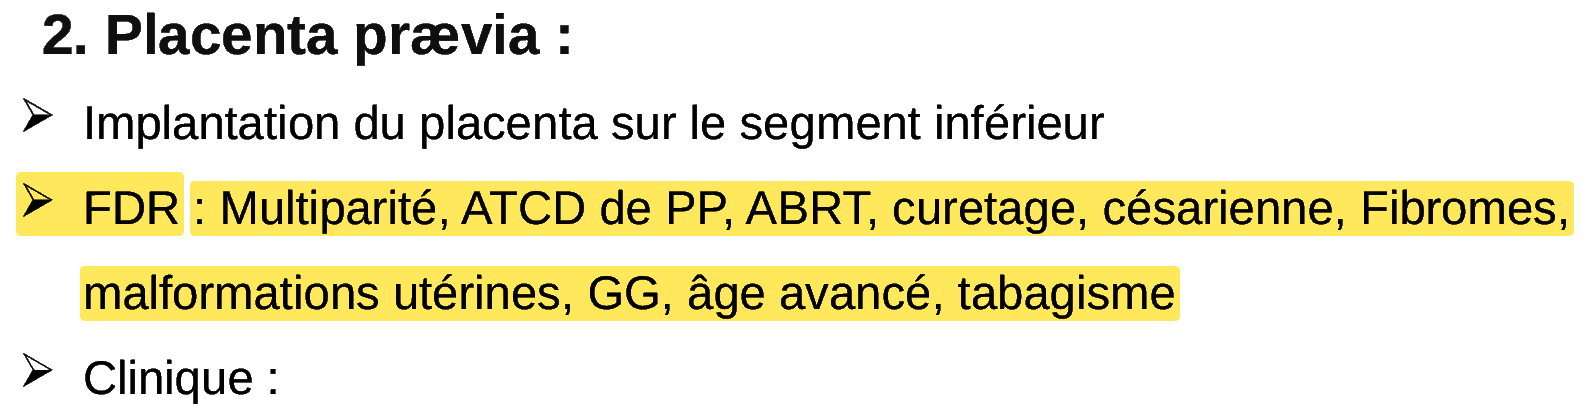 2. Placenta prævia :
➢ Implantation du placenta sur le segment inférieur
➢ FDR : Multiparité, ATCD de PP, ABRT, curetage, césarienne, Fibromes,
malformations utérines, GG, âge avancé, tabagisme
➢ Clinique :